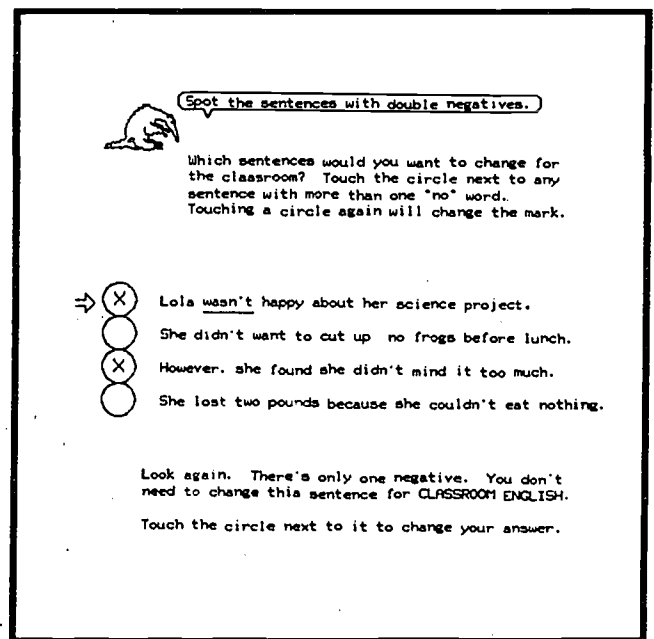 Spot the sentences with double negatives.
Which sentences would you want to change for
the classroom? Touch the circle next to any
sentence with more than one "no" word.
Touching a circle again will change the mark.
X Lola wasn't happy about her science project.
She didn't want to cut up no frogs before lunch.
X However, she found she didn't mind it too much.
She lost two pounds because she couldn't eat nothing.
Look again. There's only one negative. You don't
need to change this sentence for CLASSROOM ENGLISH.
Touch the circle next to it to change your answer.